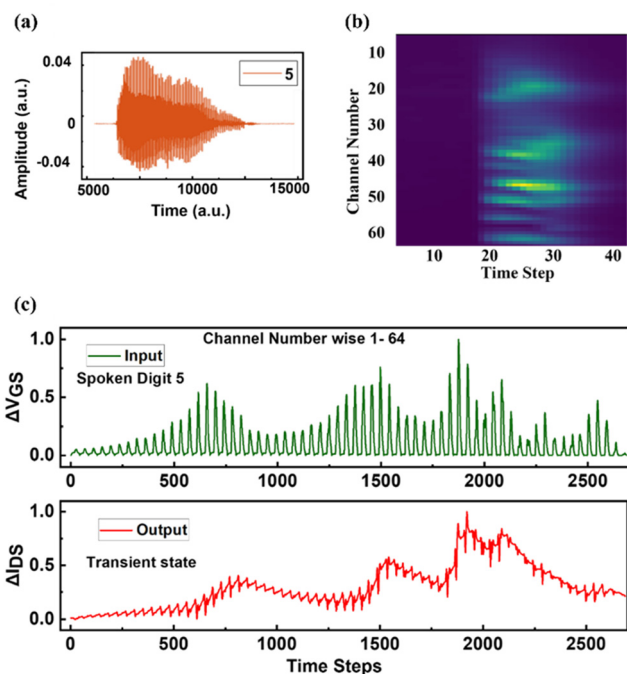 (a)
0.04
0
-0.04
Amplitude (a.u.)
5
5000 10000 15000
Time (a.u.)
(b)
10
20
30
40
50
60
Channel Number
10 20 30 40
Time Step
(c)
1.0
0.5
0.0
ΔVGS
Input
Channel Number wise 1- 64
Spoken Digit 5
0 500 1000 1500 2000 2500
1.0
0.5
0.0
ΔIDS
Output
Transient state
0 500 1000 1500 2000 2500
Time Steps